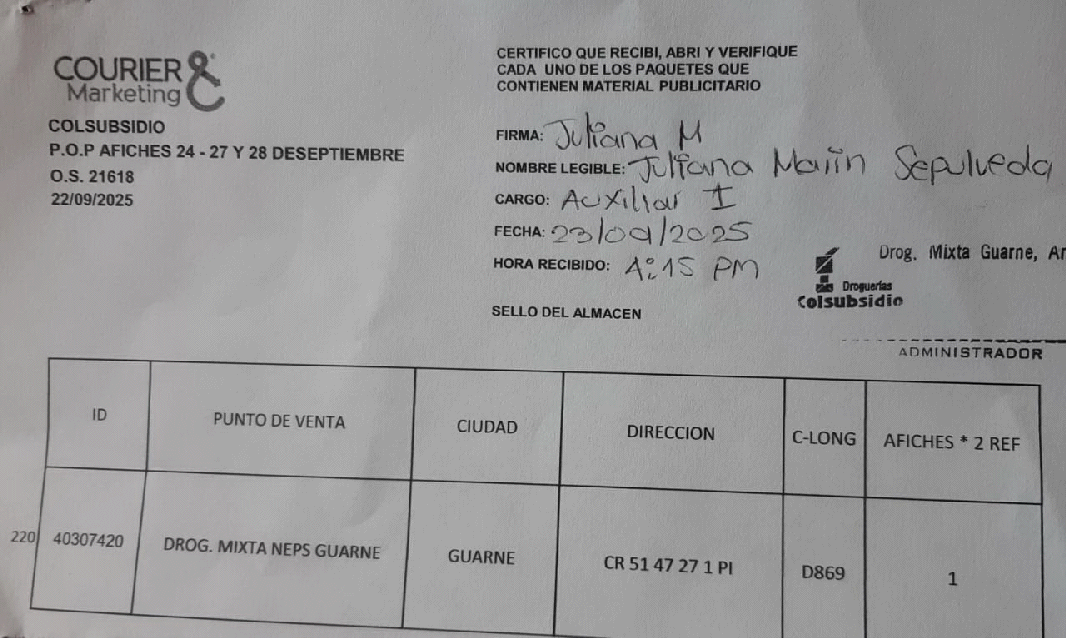 COURIER &
Marketing
COLSUBSIDIO
P.O.P AFICHES 24 - 27 Y 28 DESEPTIEMBRE
O.S. 21618
22/09/2025
CERTIFICO QUE RECIBI, ABRI Y VERIFIQUE
CADA UNO DE LOS PAQUETES QUE
CONTIENEN MATERIAL PUBLICITARIO
FIRMA: Juliana M
NOMBRE LEGIBLE: Juliana Marin Sepulveda
CARGO: Auxiliar I
FECHA: 23/09/2025
HORA RECIBIDO: 4:15 PM
Drog. Mixta Guarne, Ar
Droguerías
Colsubsidio
SELLO DEL ALMACEN
ADMINISTRADOR
ID PUNTO DE VENTA CIUDAD DIRECCION C-LONG AFICHES * 2 REF
220 40307420 DROG. MIXTA NEPS GUARNE GUARNE CR 51 47 27 1 PI D869 1